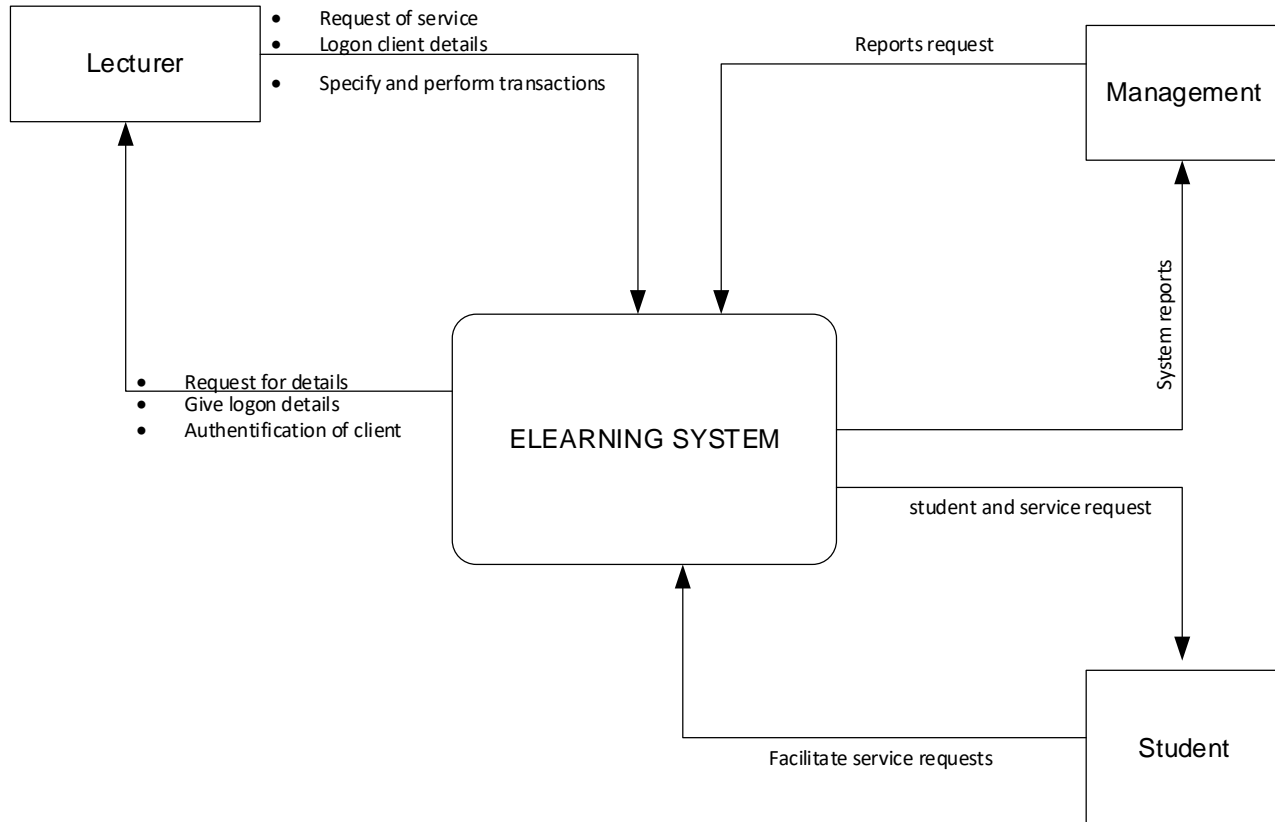 Lecturer
• Request of service
• Logon client details
• Specify and perform transactions
Reports request
Management
System reports
• Request for details
• Give logon details
• Authentification of client
ELEARNING SYSTEM
student and service request
Facilitate service requests
Student